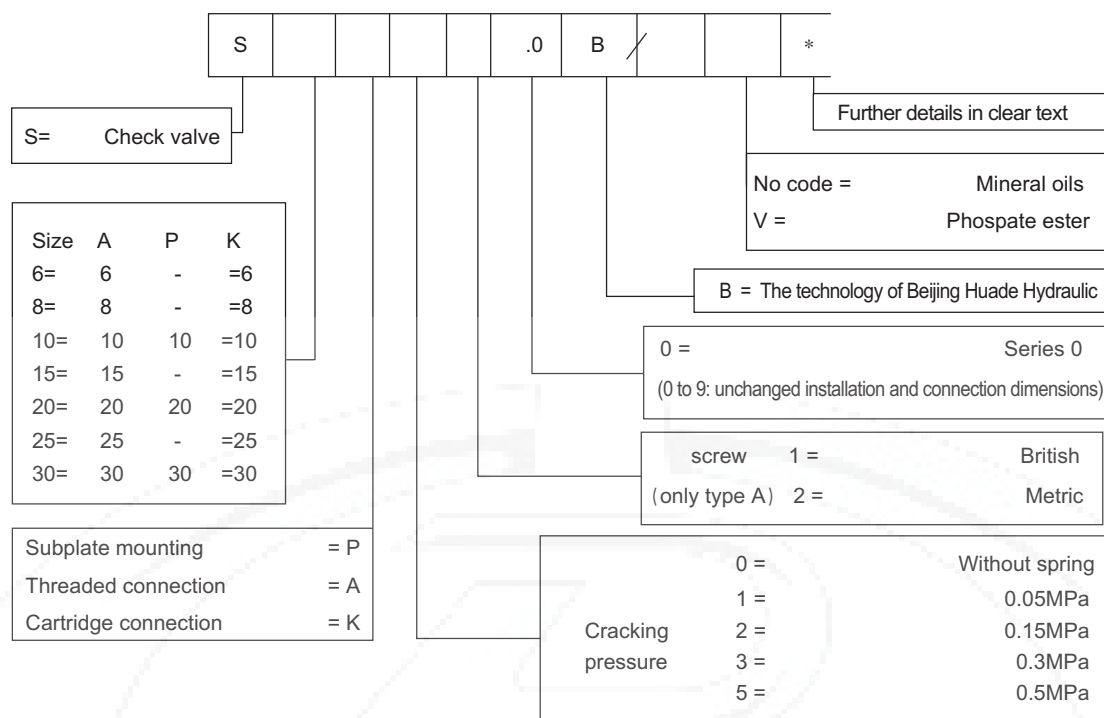 S .0 B / *
Further details in clear text
S= Check valve
No code = Mineral oils
V = Phospate ester
Size A P K
6= 6 - =6
8= 8 - =8
10= 10 10 =10
15= 15 - =15
20= 20 20 =20
25= 25 - =25
30= 30 30 =30
B = The technology of Beijing Huade Hydraulic
0 = Series 0
(0 to 9: unchanged installation and connection dimensions)
screw 1 = British
(only type A) 2 = Metric
Subplate mounting = P
Threaded connection = A
Cartridge connection = K
0 = Without spring
1 = 0.05MPa
Cracking 2 = 0.15MPa
pressure 3 = 0.3MPa
5 = 0.5MPa